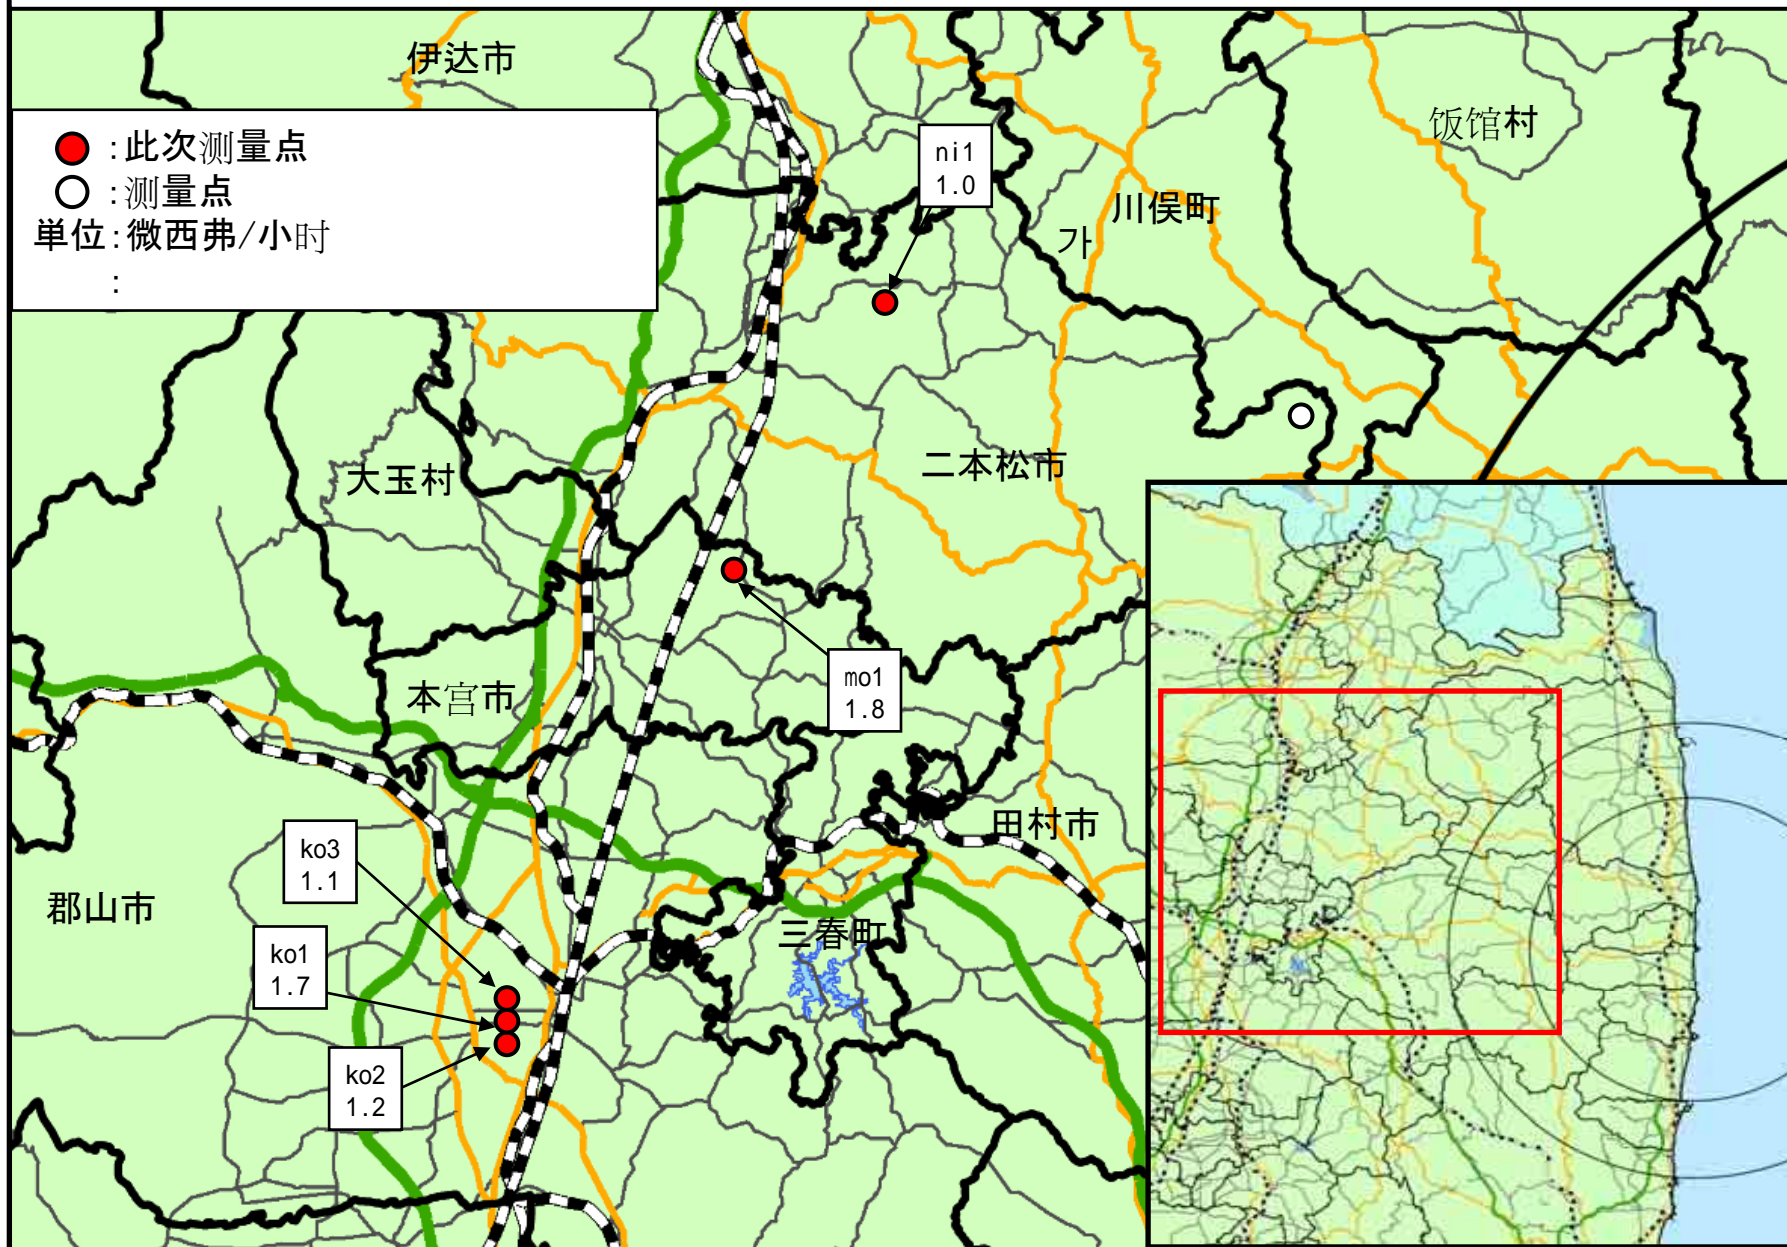 伊达市
:此次测量点
:测量点
単位:微西弗/小时
:
ni1
1.0
饭馆村
川俣町
가
大玉村
二本松市
mo1
1.8
本宫市
ko3
1.1
田村市
郡山市
三春町
ko1
1.7
ko2
1.2